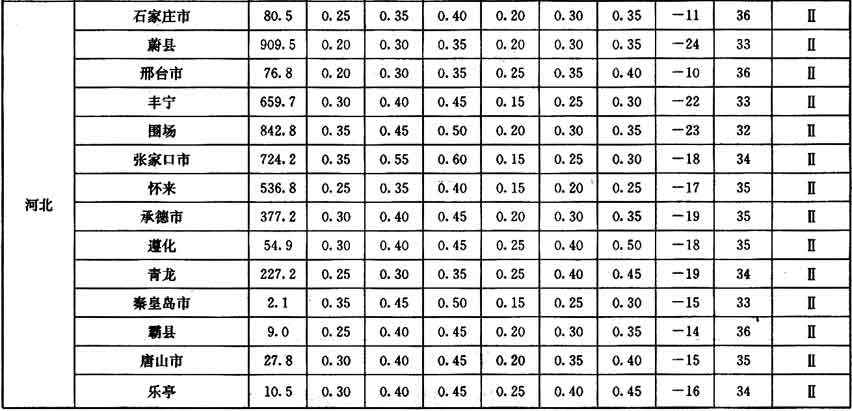 河北
石家庄市 80.5 0.25 0.35 0.40 0.20 0.30 0.35 -11 36 Ⅱ
蔚县 909.5 0.20 0.30 0.35 0.20 0.30 0.35 -24 33 Ⅱ
邢台市 76.8 0.20 0.30 0.35 0.25 0.35 0.40 -10 36 Ⅱ
丰宁 659.7 0.30 0.40 0.45 0.15 0.25 0.30 -22 33 Ⅱ
围场 842.8 0.35 0.45 0.50 0.20 0.30 0.35 -23 32 Ⅱ
张家口市 724.2 0.35 0.55 0.60 0.15 0.25 0.30 -18 34 Ⅱ
怀来 536.8 0.25 0.35 0.40 0.15 0.20 0.25 -17 35 Ⅱ
承德市 377.2 0.30 0.40 0.45 0.20 0.30 0.35 -19 35 Ⅱ
遵化 54.9 0.30 0.40 0.45 0.25 0.40 0.50 -18 35 Ⅱ
青龙 227.2 0.25 0.30 0.35 0.25 0.40 0.45 -19 34 Ⅱ
秦皇岛市 2.1 0.35 0.45 0.50 0.15 0.25 0.30 -15 33 Ⅱ
霸县 9.0 0.25 0.40 0.45 0.20 0.30 0.35 -14 36 Ⅱ
唐山市 27.8 0.30 0.40 0.45 0.20 0.35 0.40 -15 35 Ⅱ
乐亭 10.5 0.30 0.40 0.45 0.25 0.40 0.45 -16 34 Ⅱ